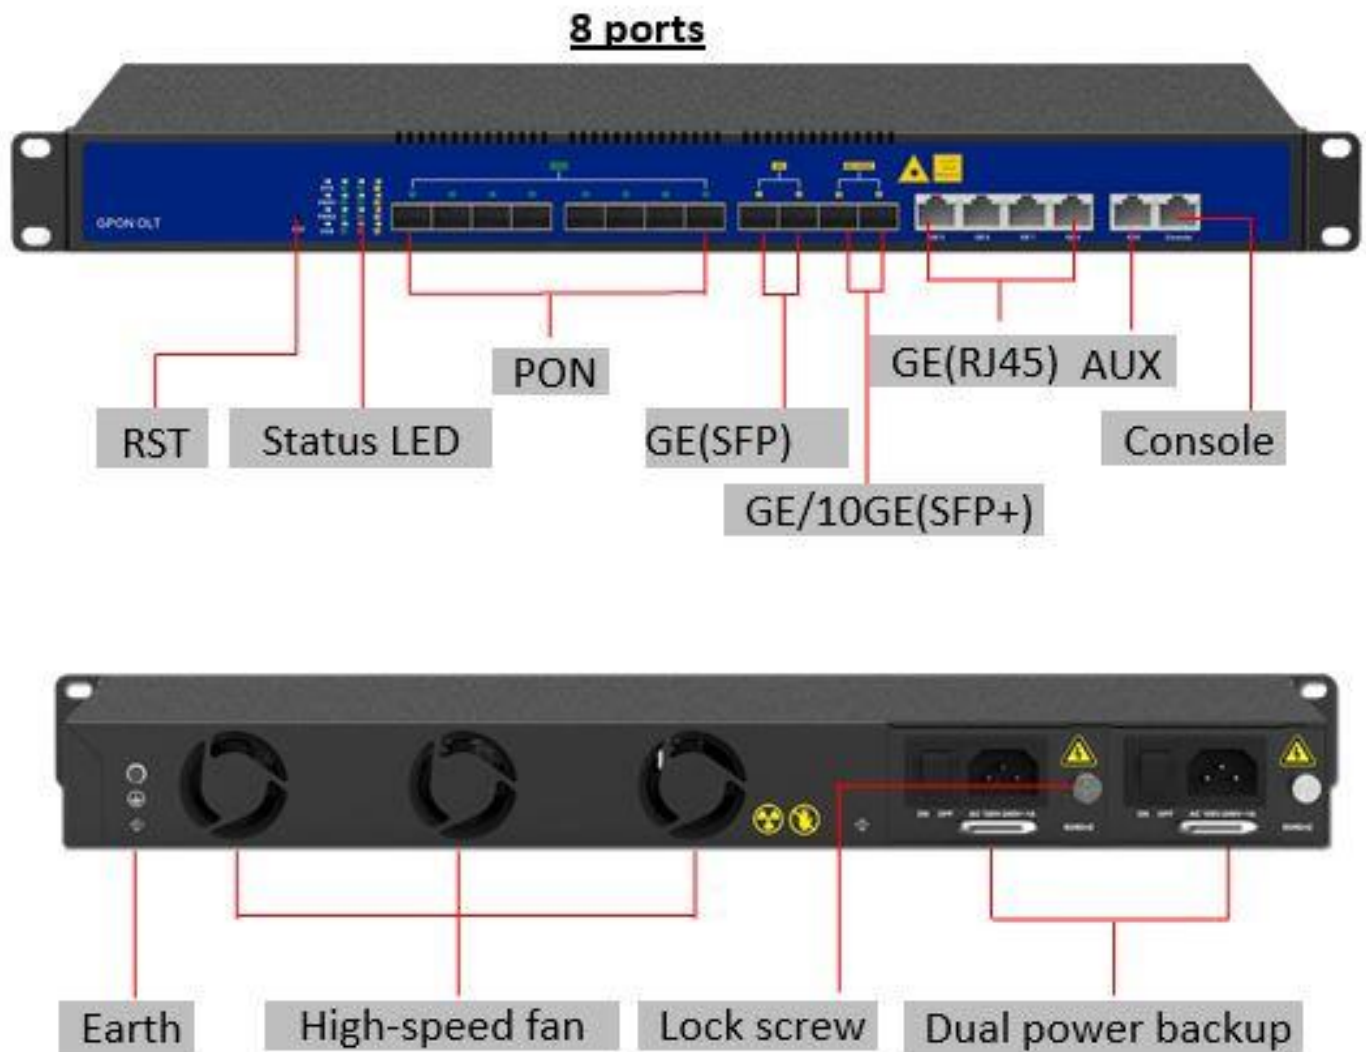 8 ports
GPON OLT
PON
GE(RJ45)
AUX
RST
Status LED
GE(SFP)
Console
GE/10GE(SFP+)
ON OFF
ON OFF
Earth
High-speed fan
Lock screw
Dual power backup